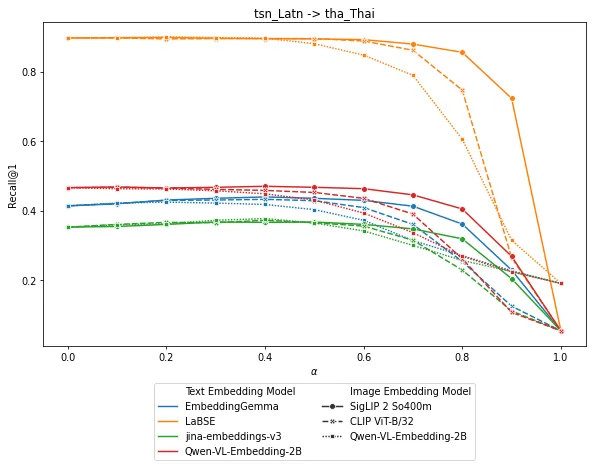 tsn_Latn -> tha_Thai
Recall@1
0.8
0.6
0.4
0.2
0.0 0.2 0.4 0.6 0.8 1.0
α
Text Embedding Model Image Embedding Model
EmbeddingGemma SigLIP 2 So400m
LaBSE CLIP ViT-B/32
jina-embeddings-v3 Qwen-VL-Embedding-2B
Qwen-VL-Embedding-2B